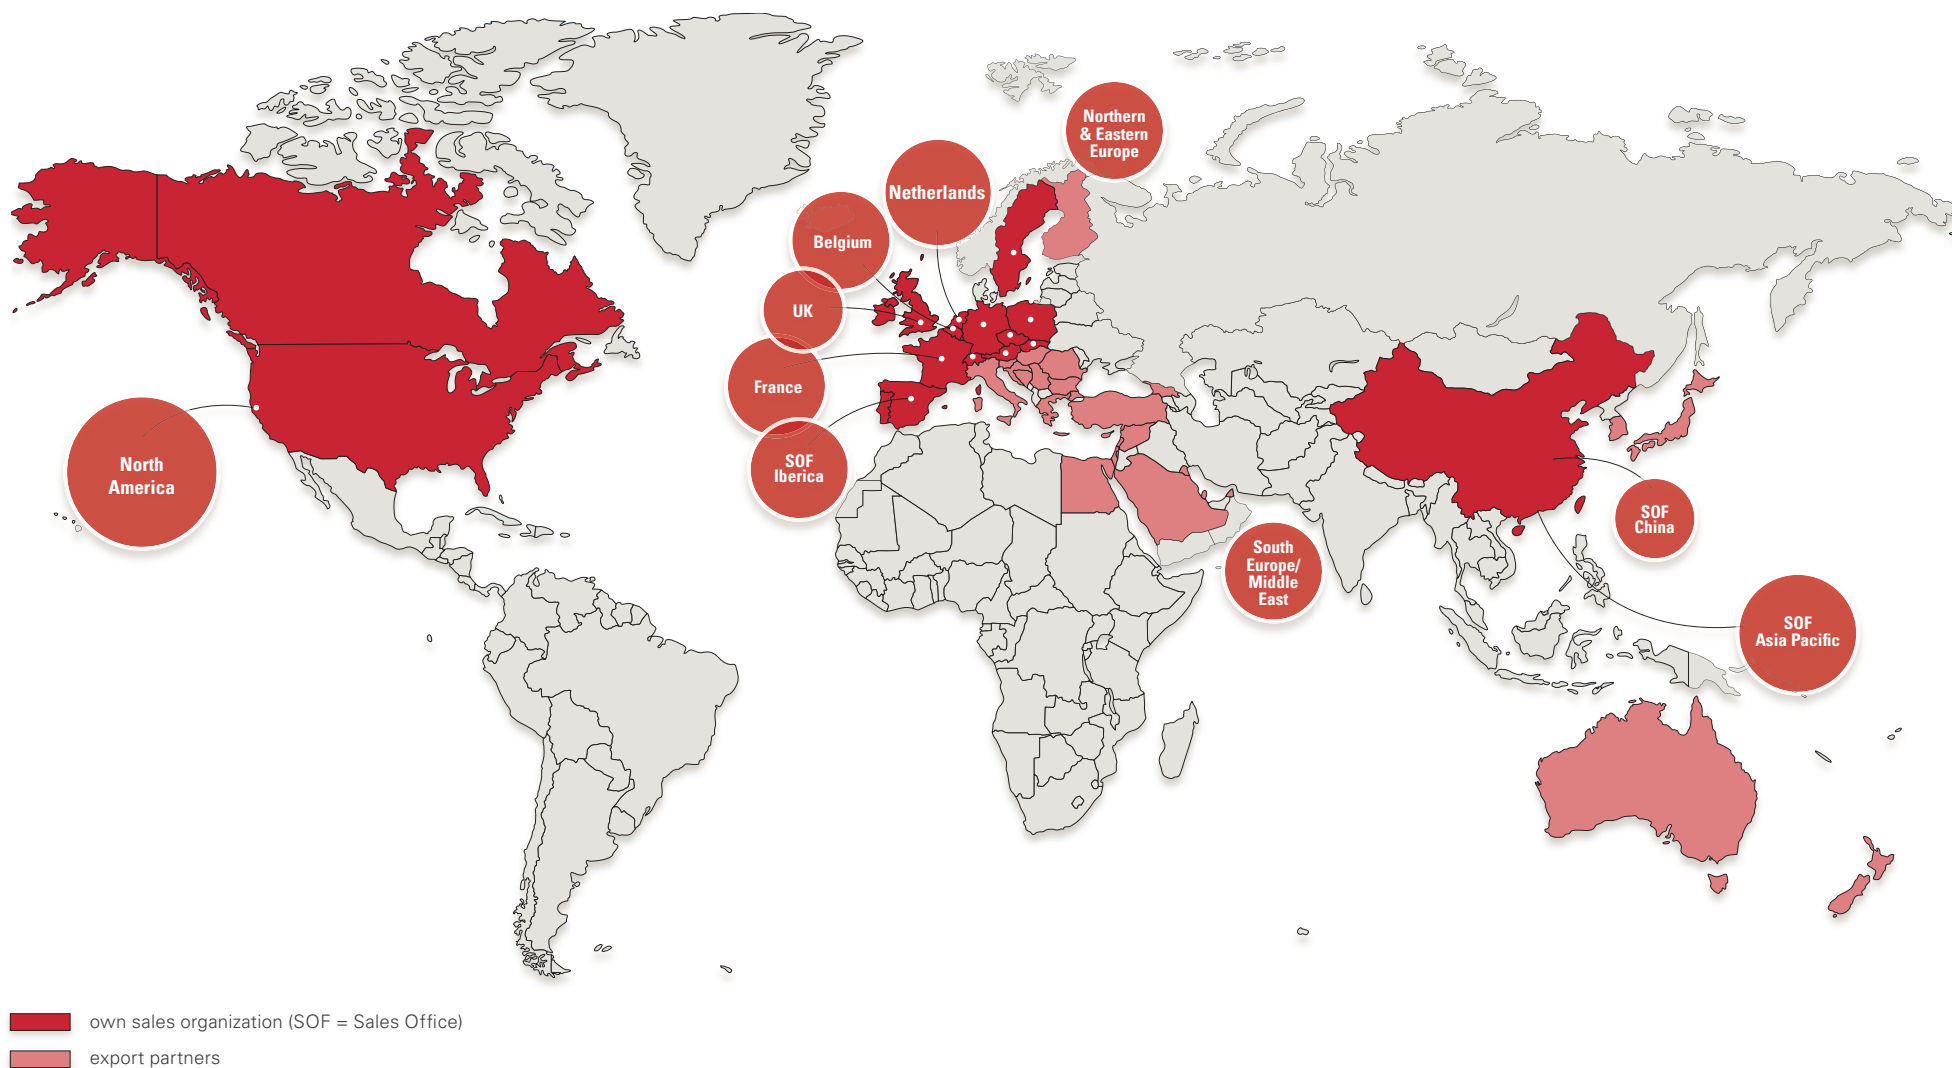 Northern
& Eastern
Europe
Netherlands
Belgium
UK
France
North
America
SOF
Iberica
SOF
China
South
Europe/
Middle
East
SOF
Asia Pacific
own sales organization (SOF = Sales Office)
export partners